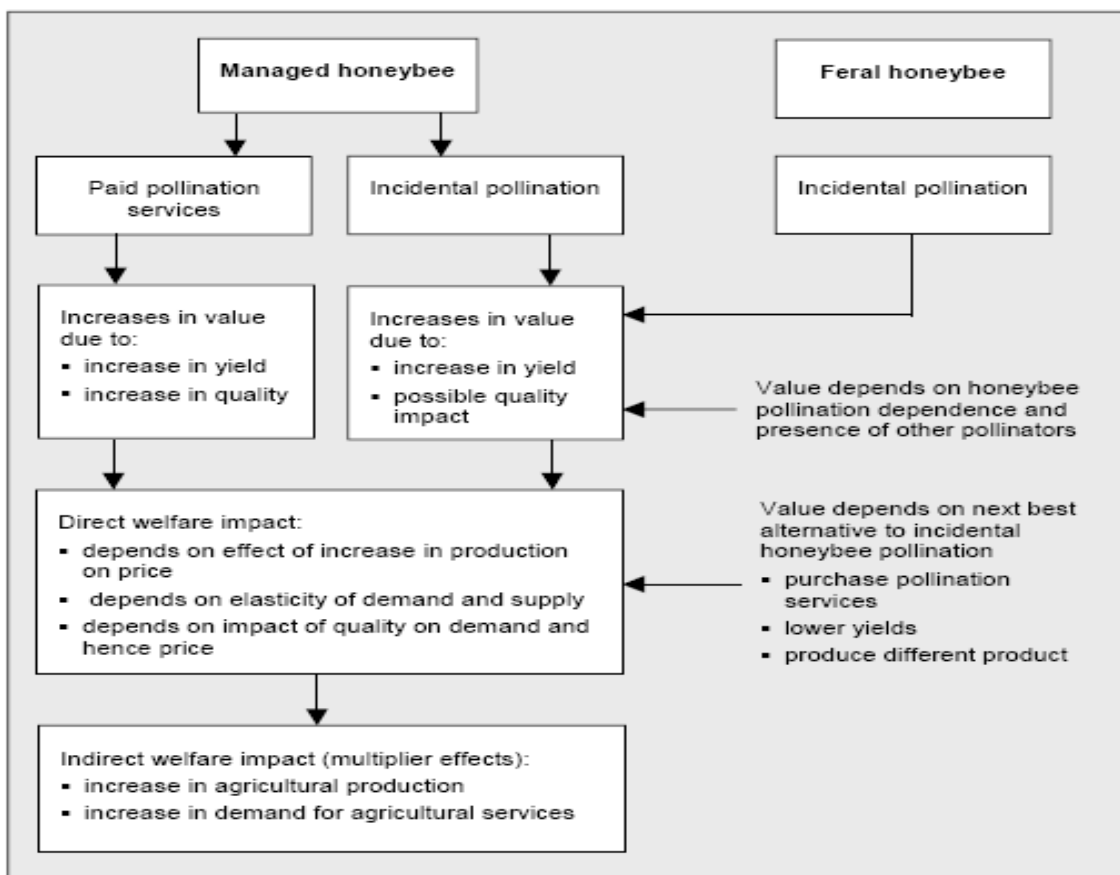 Managed honeybee
Feral honeybee
Paid pollination
services
Incidental pollination
Incidental pollination
Increases in value
due to:
▪ increase in yield
▪ increase in quality
Increases in value
due to:
▪ increase in yield
▪ possible quality
impact
Value depends on honeybee
pollination dependence and
presence of other pollinators
Direct welfare impact:
▪ depends on effect of increase in production
on price
▪ depends on elasticity of demand and supply
▪ depends on impact of quality on demand and
hence price
Value depends on next best
alternative to incidental
honeybee pollination
▪ purchase pollination
services
▪ lower yields
▪ produce different product
Indirect welfare impact (multiplier effects):
▪ increase in agricultural production
▪ increase in demand for agricultural services